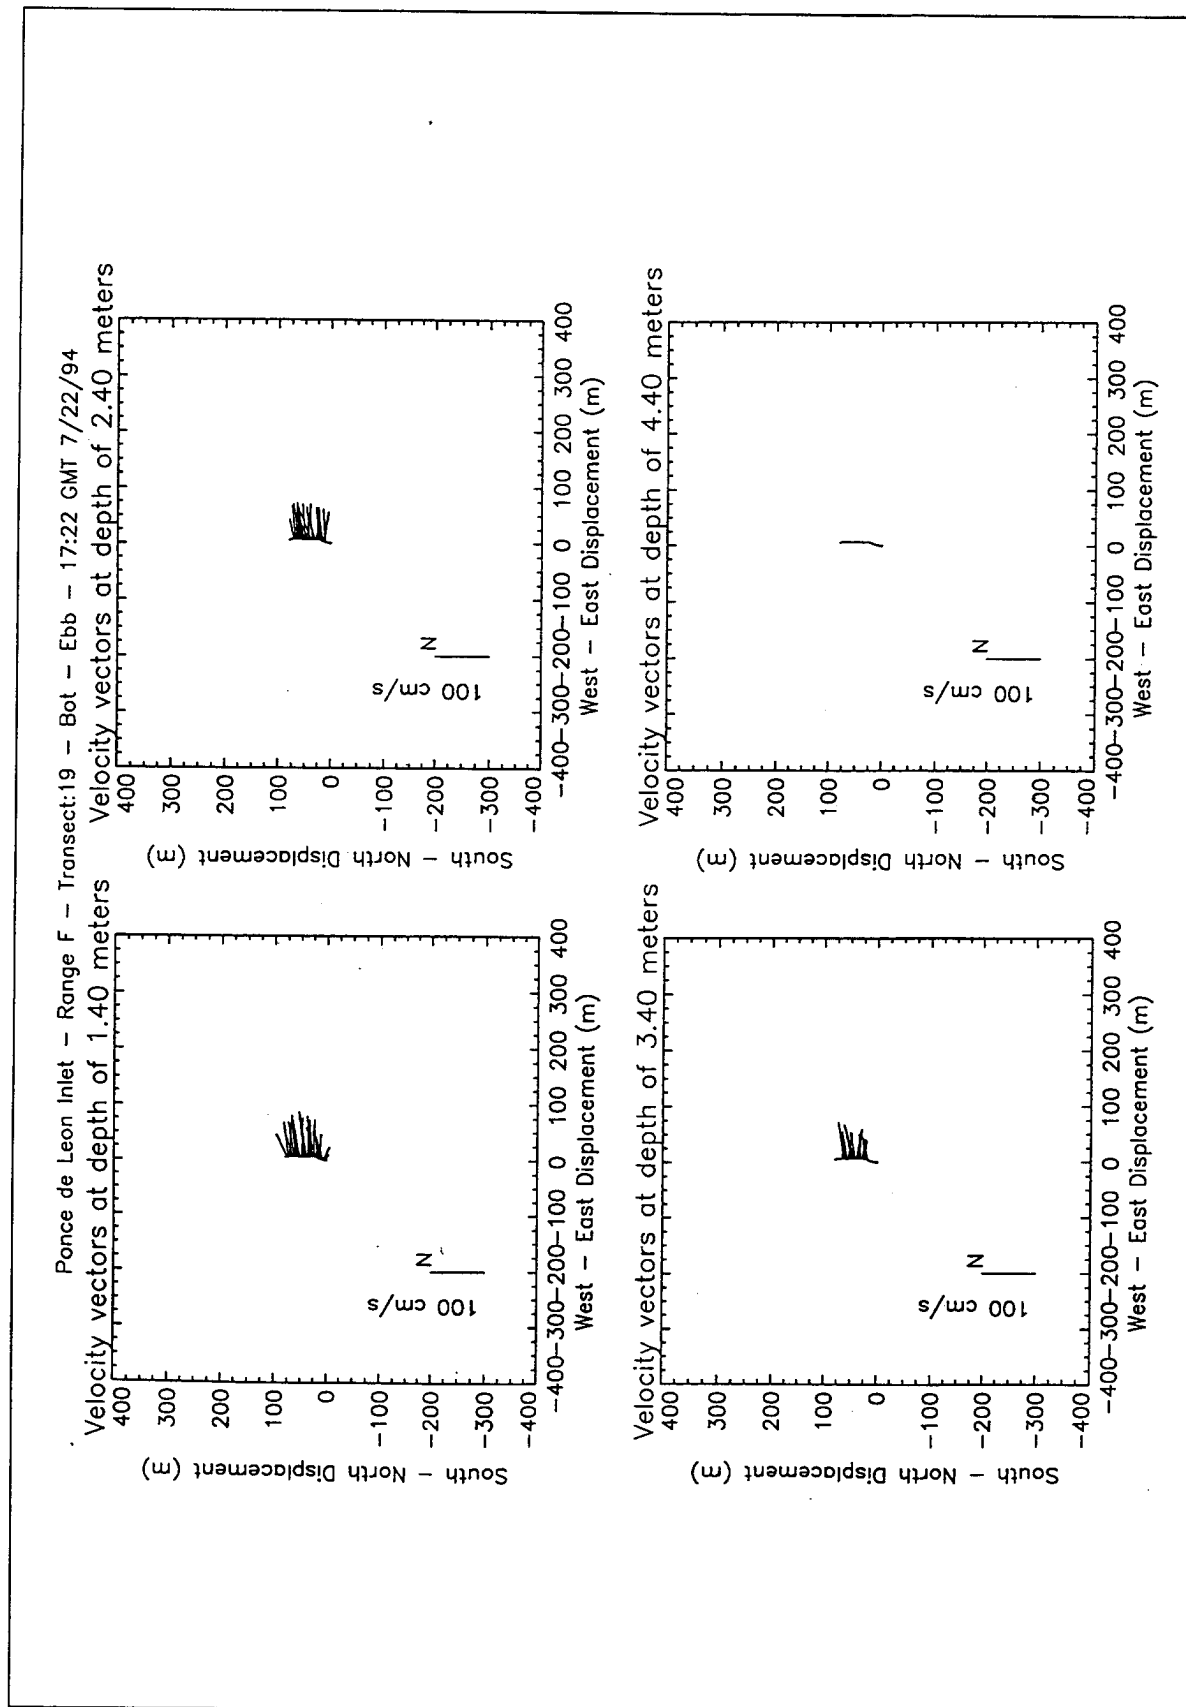 Ponce de Leon Inlet – Range F – Transect:19 – Bot – Ebb – 17:22 GMT 7/22/94
Velocity vectors at depth of 1.40 meters
400
300
200
100
0
-100
-200
-300
-400
South – North Displacement (m)
100 cm/s
N
-400-300-200-100 0 100 200 300 400
West – East Displacement (m)
Velocity vectors at depth of 2.40 meters
400
300
200
100
0
-100
-200
-300
-400
South – North Displacement (m)
100 cm/s
N
-400-300-200-100 0 100 200 300 400
West – East Displacement (m)
Velocity vectors at depth of 3.40 meters
400
300
200
100
0
-100
-200
-300
-400
South – North Displacement (m)
100 cm/s
N
-400-300-200-100 0 100 200 300 400
West – East Displacement (m)
Velocity vectors at depth of 4.40 meters
400
300
200
100
0
-100
-200
-300
-400
South – North Displacement (m)
100 cm/s
N
-400-300-200-100 0 100 200 300 400
West – East Displacement (m)